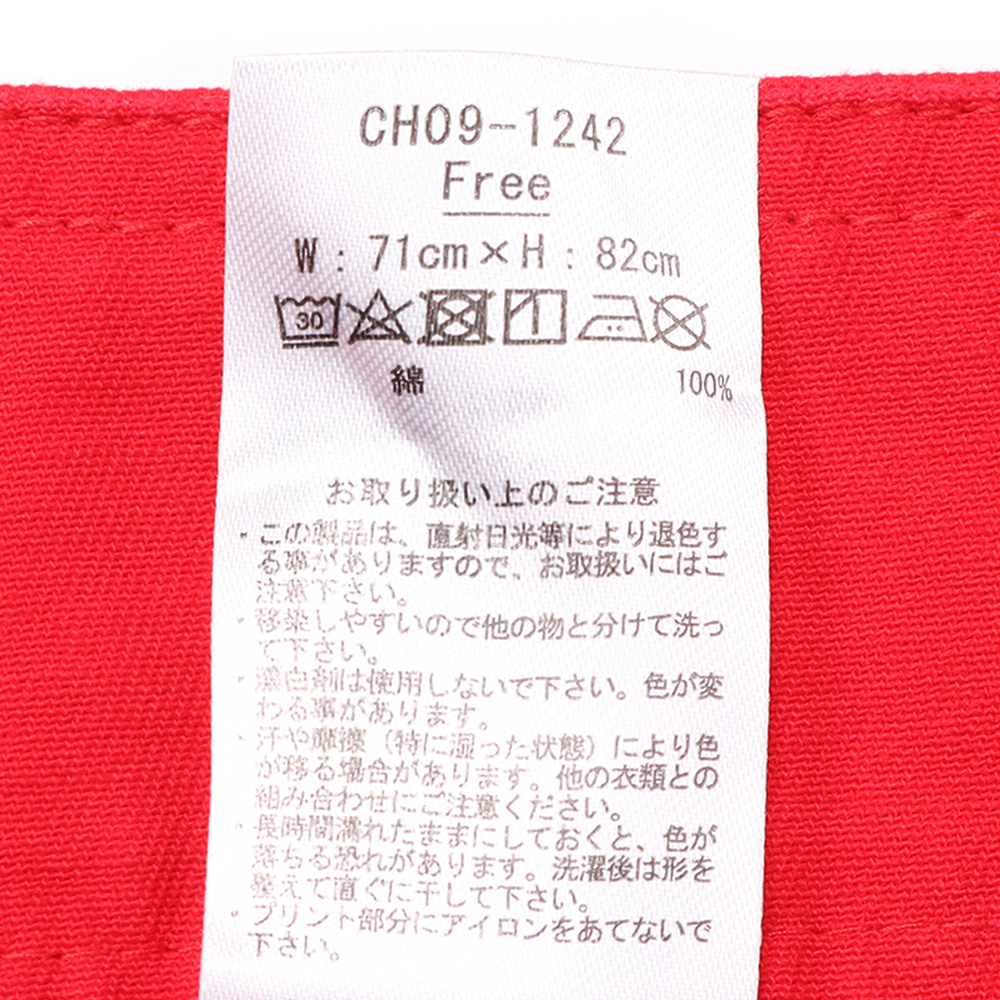 CH09-1242
Free
W : 71cm × H : 82cm
30
綿 100%
お取り扱い上のご注意
・この製品は、直射日光等により退色す
る事がありますので、お取扱いにはご
注意下さい。
・移染しやすいので他の物と分けて洗っ
て下さい。
・漂白剤は使用しないで下さい。色が変
わる事があります。
・汗や摩擦（特に湿った状態）により色
が移る場合があります。他の衣類との
組み合わせにご注意ください。
・長時間濡れたままにしておくと、色が
落ちる恐れがあります。洗濯後は形を
整えて直ぐに干して下さい。
・プリント部分にアイロンをあてないで
下さい。